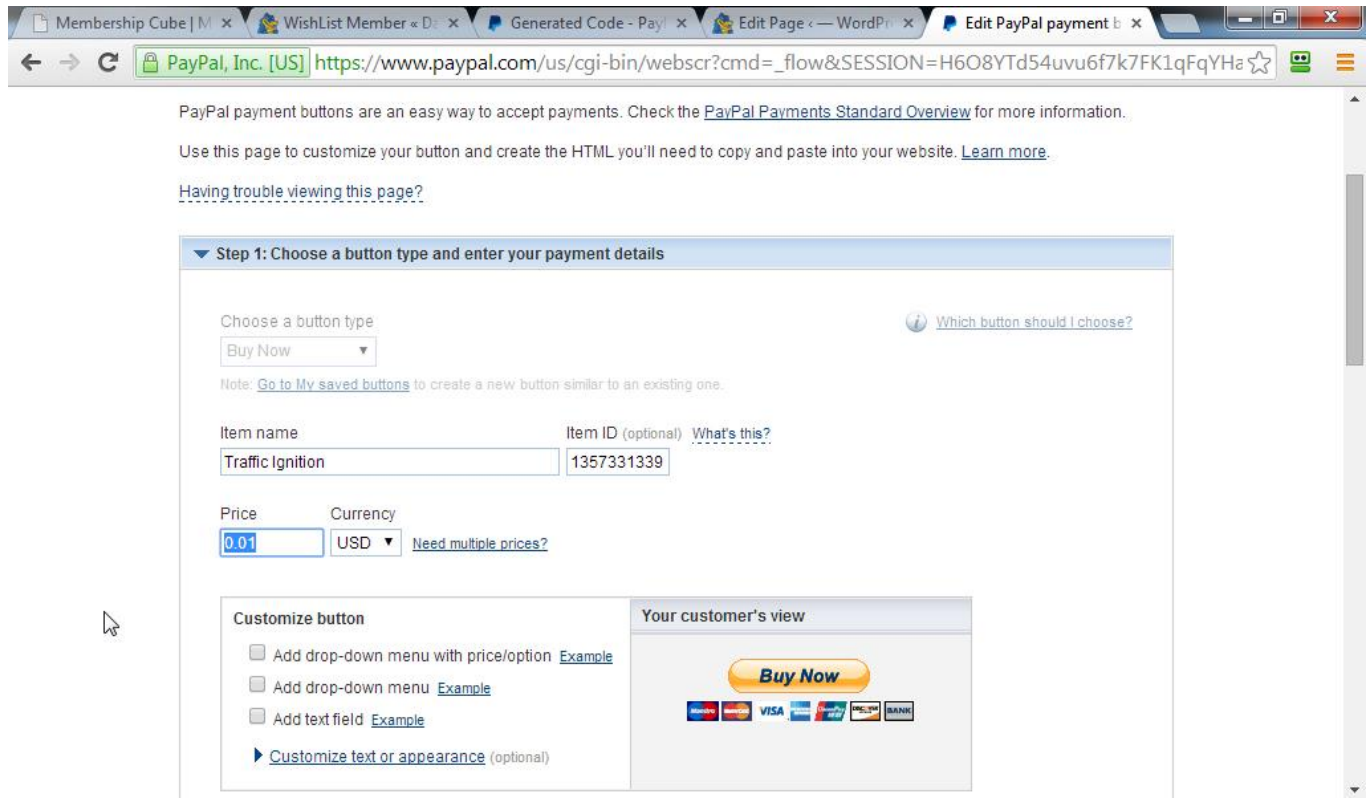 Membership Cube | M
WishList Member « Da
Generated Code - Payl
Edit Page ‹ — WordPr
Edit PayPal payment b
PayPal, Inc. [US] https://www.paypal.com/us/cgi-bin/webscr?cmd=_flow&SESSION=H6O8YTd54uvu6f7k7FK1qFqYHa
PayPal payment buttons are an easy way to accept payments. Check the PayPal Payments Standard Overview for more information.
Use this page to customize your button and create the HTML you'll need to copy and paste into your website. Learn more.
Having trouble viewing this page?
Step 1: Choose a button type and enter your payment details
Choose a button type
Which button should I choose?
Buy Now
Note: Go to My saved buttons to create a new button similar to an existing one.
Item name
Item ID (optional) What's this?
Traffic Ignition
1357331339
Price
Currency
0.01
USD
Need multiple prices?
Customize button
Your customer's view
Add drop-down menu with price/option Example
Add drop-down menu Example
Add text field Example
Customize text or appearance (optional)
Buy Now
Maestro
MasterCard
VISA
DISCOVER
BANK